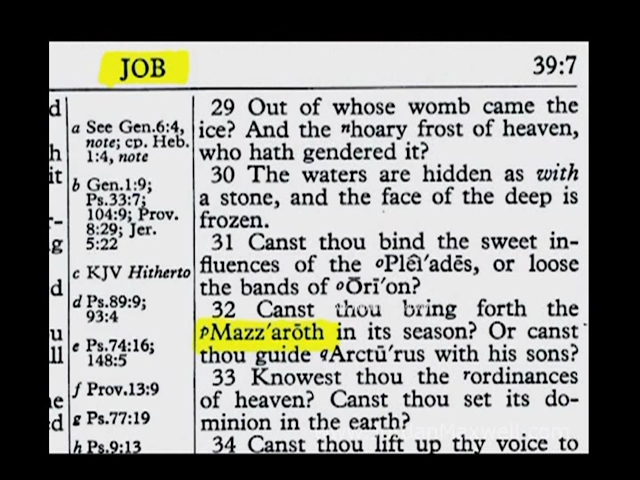 JOB
39:7
d
h
it
r-
g
d
u
ll
e
d
a See Gen.6:4,
note; cp. Heb.
1:4, note
b Gen.1:9;
Ps.33:7;
104:9; Prov.
8:29; Jer.
5:22
c KJV Hitherto
d Ps.89:9;
93:4
e Ps.74:16;
148:5
f Prov.13:9
g Ps.77:19
h Ps.9:13
29 Out of whose womb came the
ice? And the nhoary frost of heaven,
who hath gendered it?
30 The waters are hidden as with
a stone, and the face of the deep is
frozen.
31 Canst thou bind the sweet in-
fluences of the oPlêi′adēs, or loose
the bands of oŌrī′on?
32 Canst thou bring forth the
pMazz′arōth in its season? Or canst
thou guide qArctū′rus with his sons?
33 Knowest thou the rordinances
of heaven? Canst thou set its do-
minion in the earth?
34 Canst thou lift up thy voice to